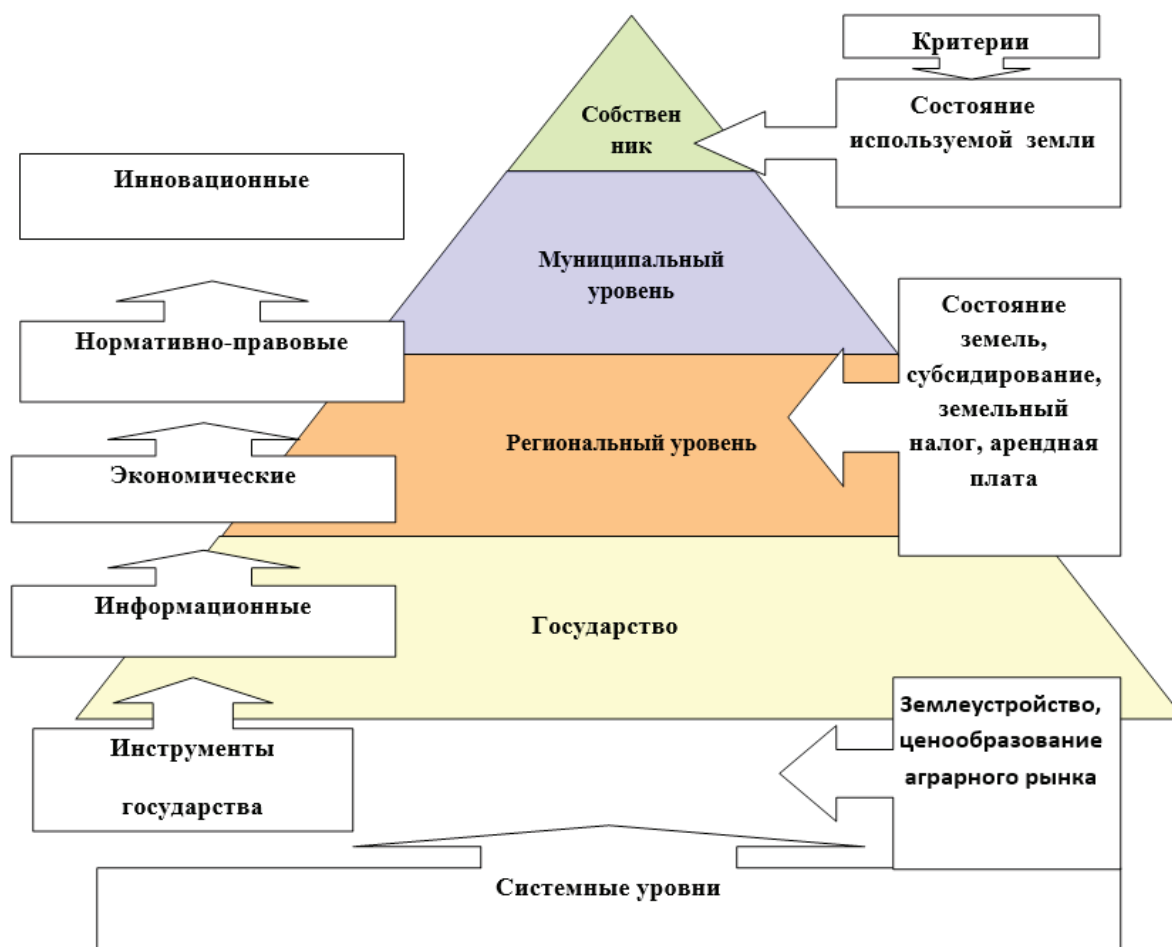 Критерии
Состояние
используемой земли
Собствен
ник
Инновационные
Муниципальный
уровень
Состояние
земель,
субсидирование,
земельный
налог, арендная
плата
Нормативно-правовые
Региональный уровень
Экономические
Информационные
Государство
Землеустройство,
ценообразование
аграрного рынка
Инструменты
государства
Системные уровни